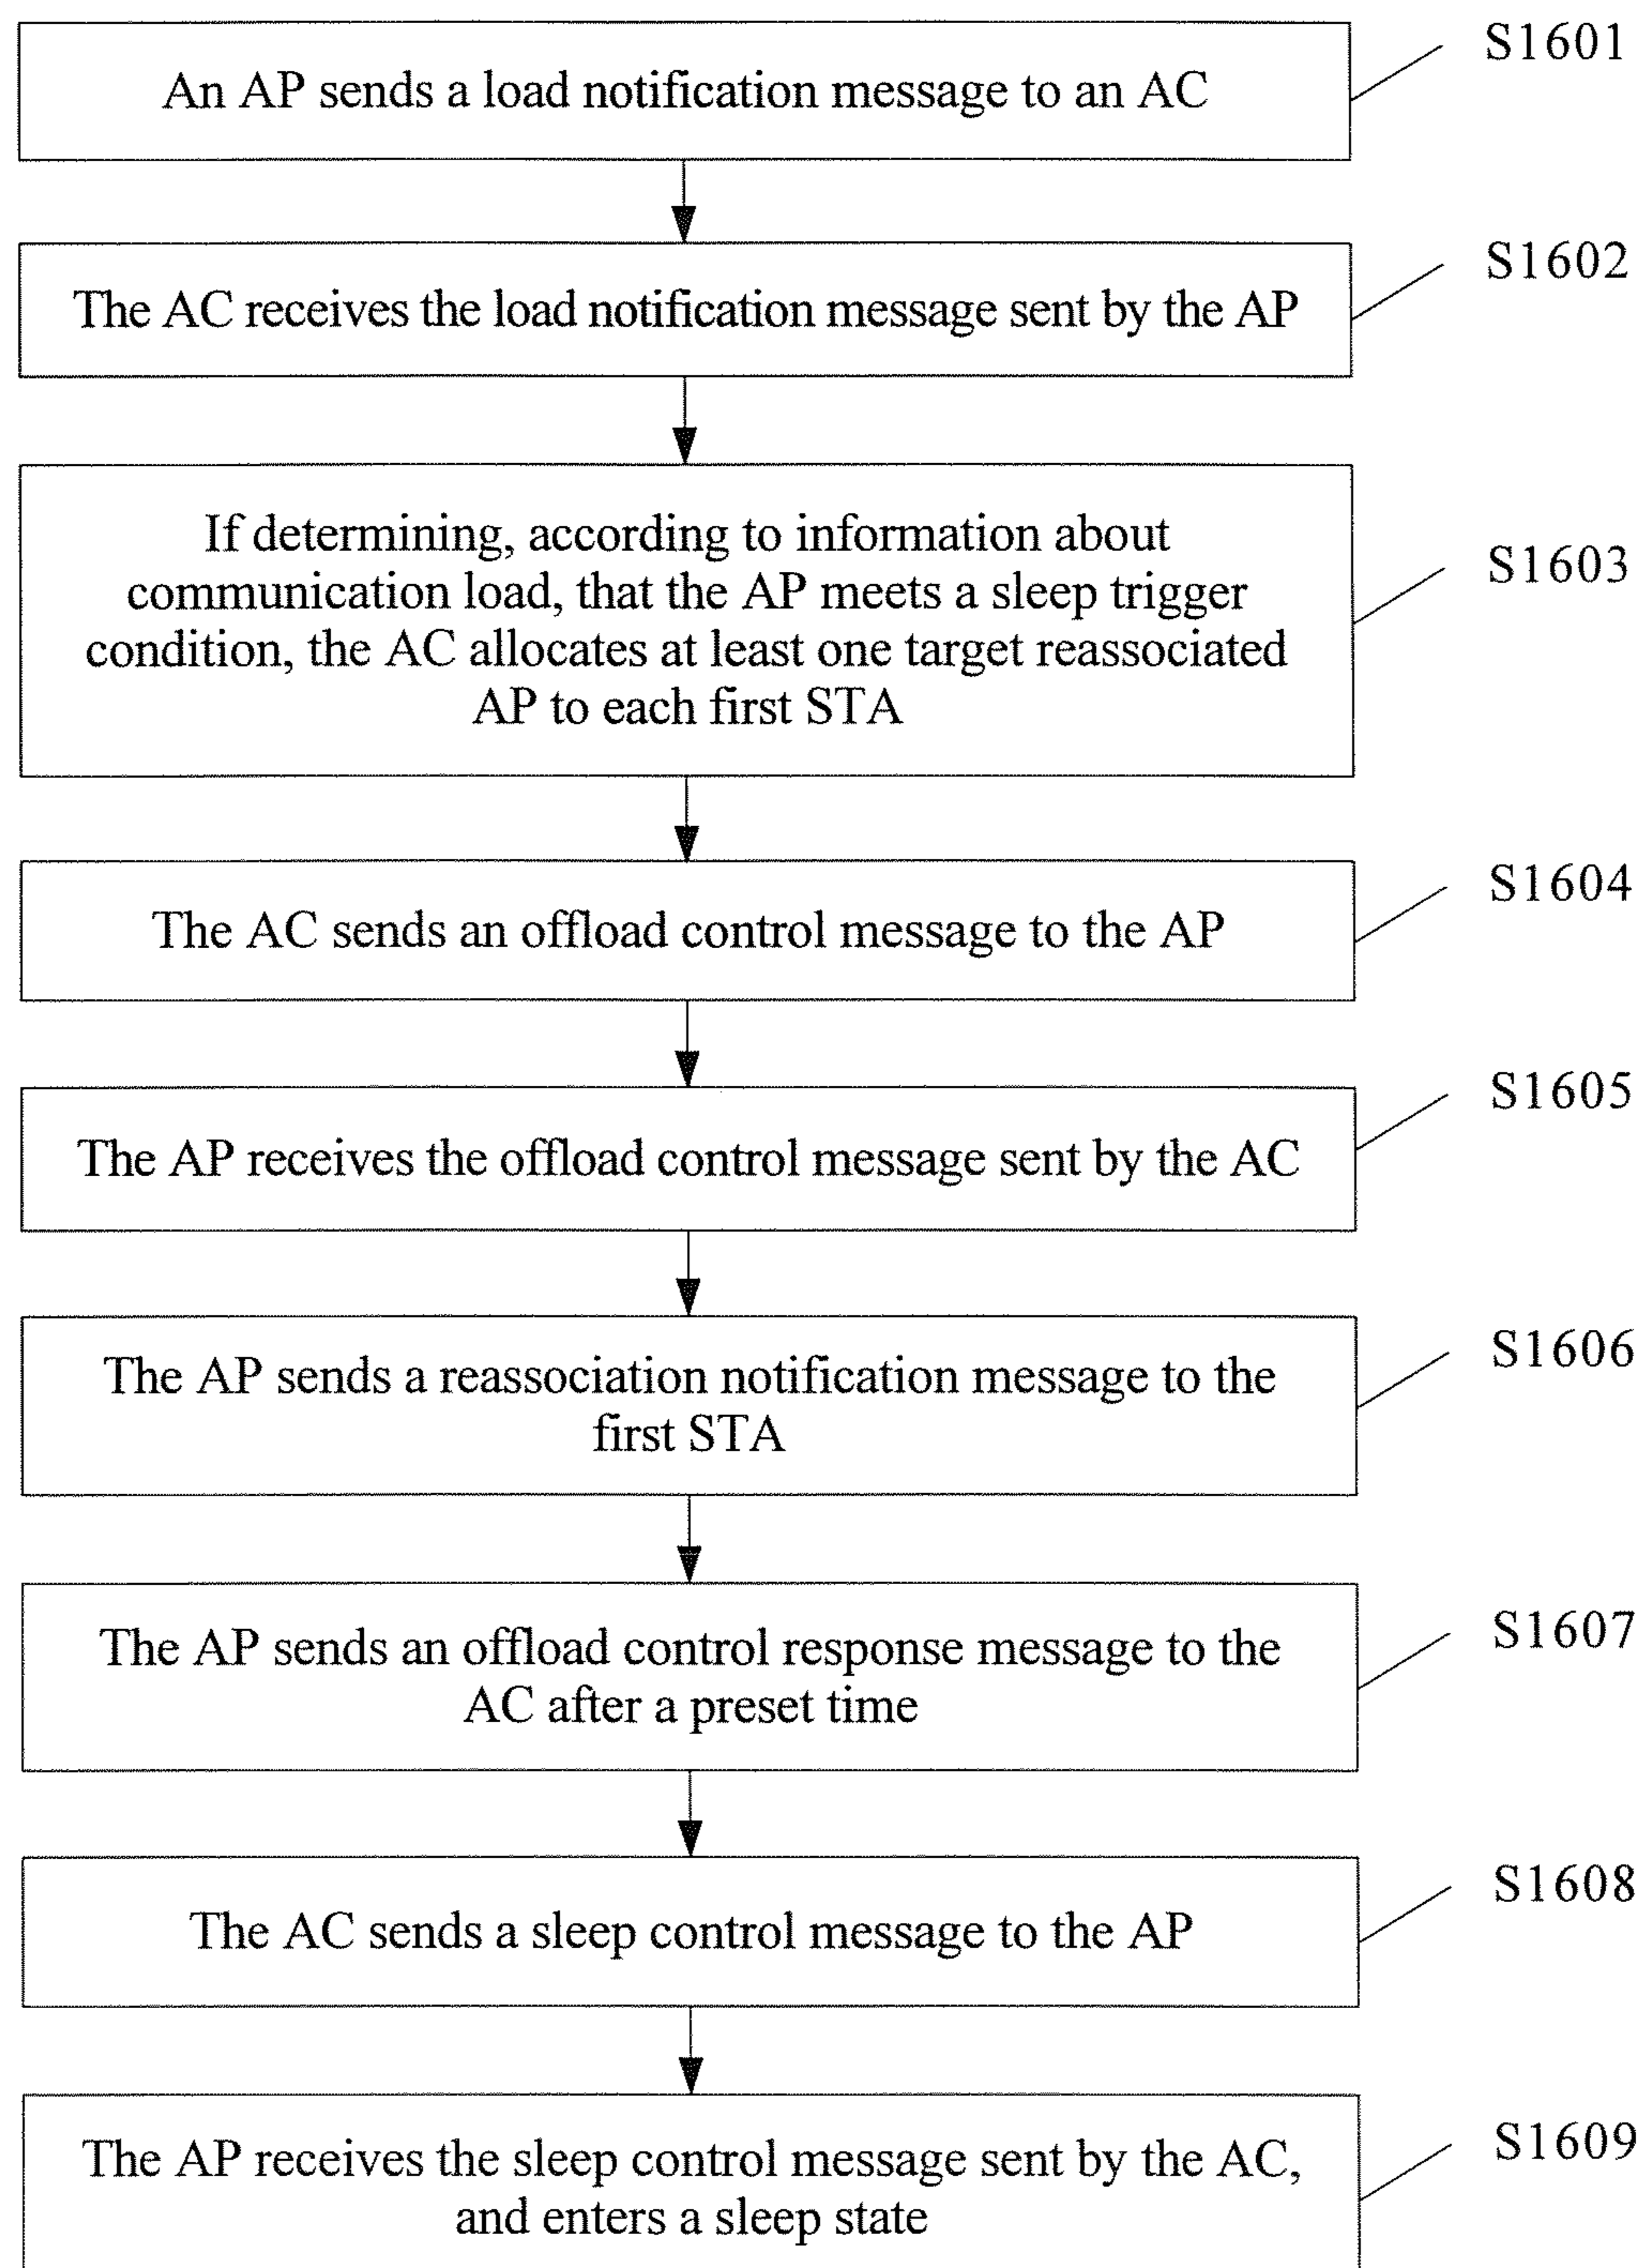 An AP sends a load notification message to an AC
S1601
The AC receives the load notification message sent by the AP
S1602
If determining, according to information about
communication load, that the AP meets a sleep trigger
condition, the AC allocates at least one target reassociated
AP to each first STA
S1603
The AC sends an offload control message to the AP
S1604
The AP receives the offload control message sent by the AC
S1605
The AP sends a reassociation notification message to the
first STA
S1606
The AP sends an offload control response message to the
AC after a preset time
S1607
The AC sends a sleep control message to the AP
S1608
The AP receives the sleep control message sent by the AC,
and enters a sleep state
S1609